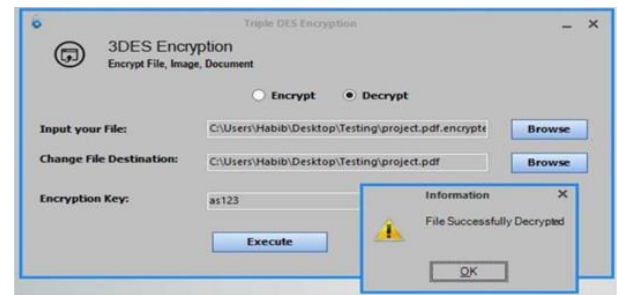 Triple DES Encryption
3DES Encryption
Encrypt File, Image, Document
Encrypt Decrypt
Input your File: C:\Users\Habib\Desktop\Testing\project.pdf.encrypte Browse
Change File Destination: C:\Users\Habib\Desktop\Testing\project.pdf Browse
Encryption Key: as123
Information
File Successfully Decrypted
Execute
OK